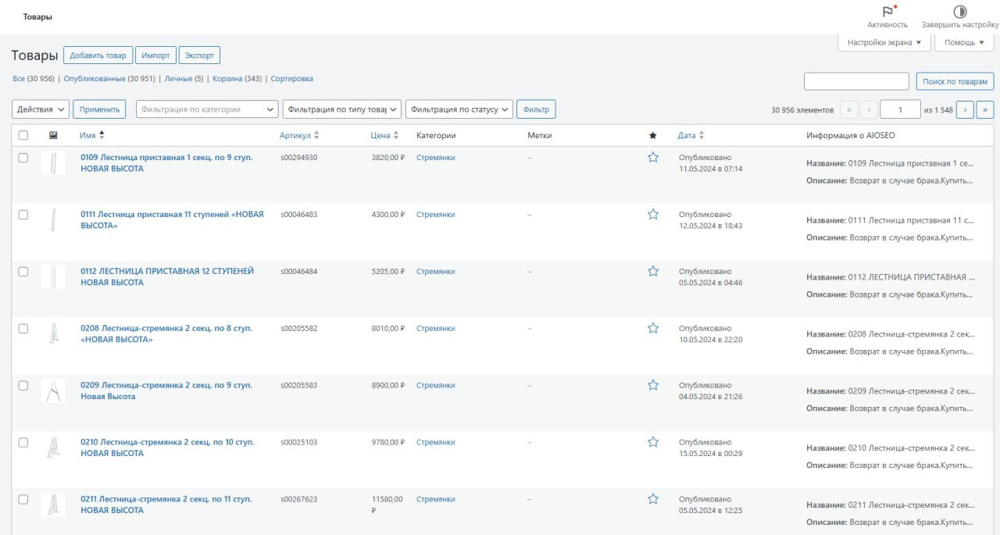 Товары
Активность
Завершить настройку
Настройки экрана ▼
Помощь ▼
Товары
Добавить товар
Импорт
Экспорт
Все (30 956) | Опубликованные (30 951) | Личные (5) | Корзина (343) | Сортировка
Поиск по товарам
Действия
Применить
Фильтрация по категории
Фильтрация по типу товар
Фильтрация по статусу
Фильтр
30 956 элементов « ‹ 1 из 1 548 › »
Имя Артикул Цена Категории Метки ★ Дата Информация о AIOSEO
0109 Лестница приставная 1 секц. по 9 ступ. s00294930 3820,00 ₽ Стремянки – Опубликовано Название: 0109 Лестница приставная 1 се...
НОВАЯ ВЫСОТА 11.05.2024 в 07:14 Описание: Возврат в случае брака.Купить...
0111 Лестница приставная 11 ступеней «НОВАЯ s00046483 4300,00 ₽ Стремянки – Опубликовано Название: 0111 Лестница приставная 11 с...
ВЫСОТА» 12.05.2024 в 18:43 Описание: Возврат в случае брака.Купить...
0112 ЛЕСТНИЦА ПРИСТАВНАЯ 12 СТУПЕНЕЙ s00046484 5205,00 ₽ Стремянки – Опубликовано Название: 0112 ЛЕСТНИЦА ПРИСТАВНАЯ ...
НОВАЯ ВЫСОТА 05.05.2024 в 04:46 Описание: Возврат в случае брака.Купить...
0208 Лестница-стремянка 2 секц. по 8 ступ. s00205582 8010,00 ₽ Стремянки – Опубликовано Название: 0208 Лестница-стремянка 2 сек...
«НОВАЯ ВЫСОТА» 10.05.2024 в 22:20 Описание: Возврат в случае брака.Купить...
0209 Лестница-стремянка 2 секц. по 9 ступ. s00205583 8900,00 ₽ Стремянки – Опубликовано Название: 0209 Лестница-стремянка 2 сек...
Новая Высота 04.05.2024 в 21:26 Описание: Возврат в случае брака.Купить...
0210 Лестница-стремянка 2 секц. по 10 ступ. s00025103 9780,00 ₽ Стремянки – Опубликовано Название: 0210 Лестница-стремянка 2 сек...
НОВАЯ ВЫСОТА 15.05.2024 в 00:29 Описание: Возврат в случае брака.Купить...
0211 Лестница-стремянка 2 секц. по 11 ступ. s00267623 11580,00 Стремянки – Опубликовано Название: 0211 Лестница-стремянка 2 сек...
НОВАЯ ВЫСОТА ₽ 05.05.2024 в 12:25 Описание: Возврат в случае брака.Купить...